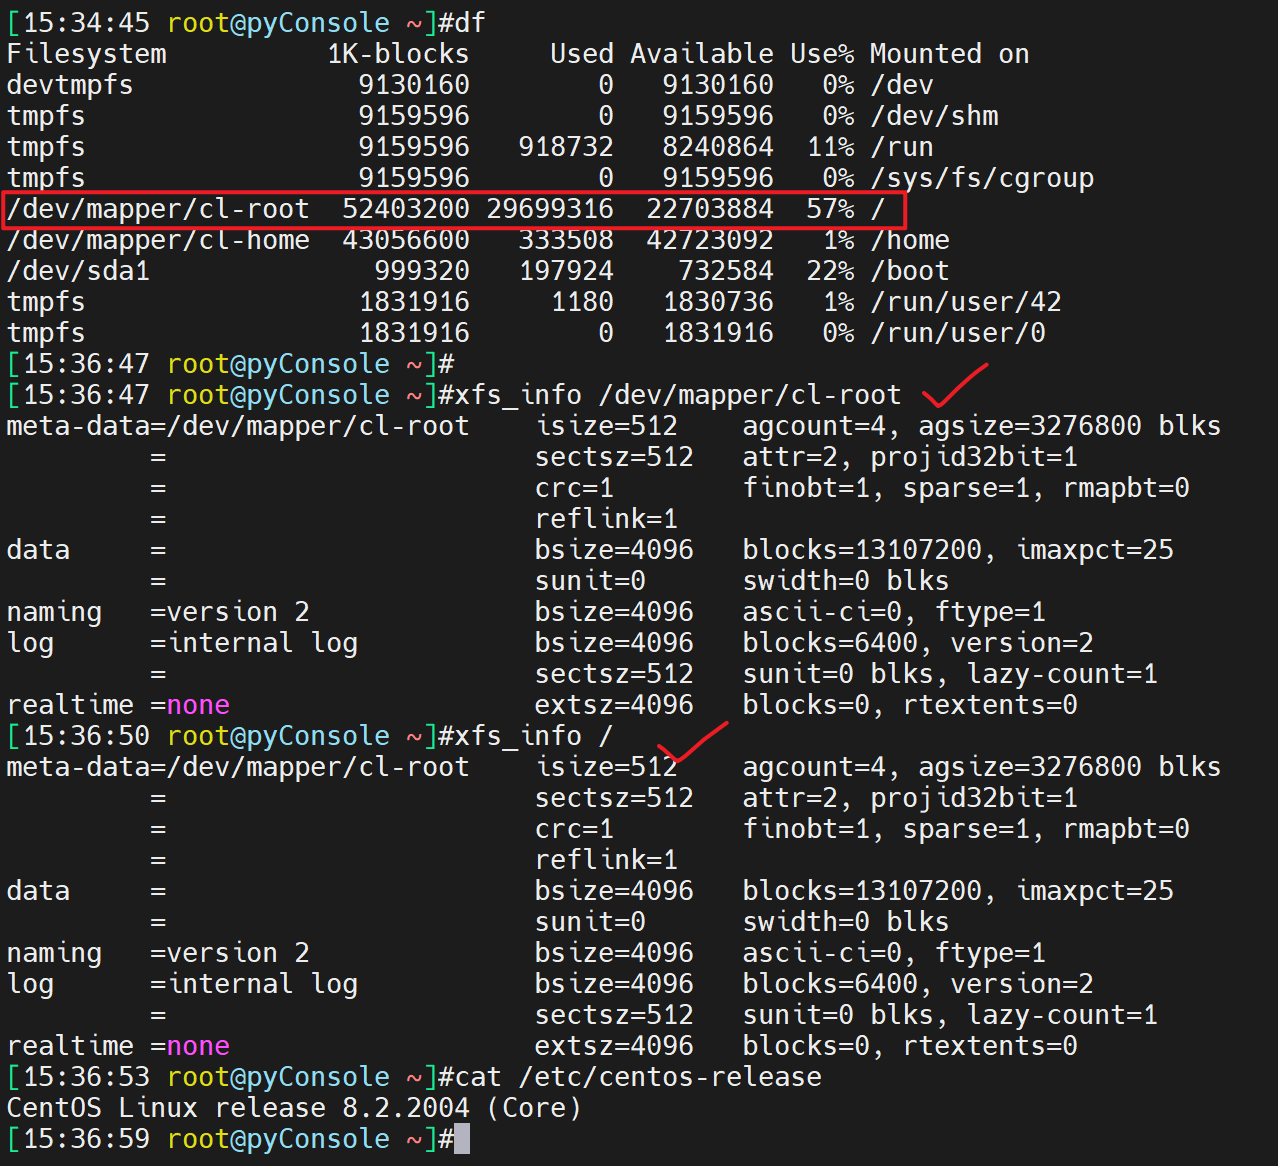 [15:34:45 root@pyConsole ~]#df
Filesystem          1K-blocks     Used Available Use% Mounted on
devtmpfs              9130160        0   9130160   0% /dev
tmpfs                 9159596        0   9159596   0% /dev/shm
tmpfs                 9159596   918732   8240864  11% /run
tmpfs                 9159596        0   9159596   0% /sys/fs/cgroup
/dev/mapper/cl-root  52403200 29699316  22703884  57% /
/dev/mapper/cl-home  43056600   333508  42723092   1% /home
/dev/sda1              999320   197924    732584  22% /boot
tmpfs                 1831916     1180   1830736   1% /run/user/42
tmpfs                 1831916        0   1831916   0% /run/user/0
[15:36:47 root@pyConsole ~]#
[15:36:47 root@pyConsole ~]#xfs_info /dev/mapper/cl-root
meta-data=/dev/mapper/cl-root    isize=512    agcount=4, agsize=3276800 blks
         =                       sectsz=512   attr=2, projid32bit=1
         =                       crc=1        finobt=1, sparse=1, rmapbt=0
         =                       reflink=1
data     =                       bsize=4096   blocks=13107200, imaxpct=25
         =                       sunit=0      swidth=0 blks
naming   =version 2              bsize=4096   ascii-ci=0, ftype=1
log      =internal log           bsize=4096   blocks=6400, version=2
         =                       sectsz=512   sunit=0 blks, lazy-count=1
realtime =none                   extsz=4096   blocks=0, rtextents=0
[15:36:50 root@pyConsole ~]#xfs_info /
meta-data=/dev/mapper/cl-root    isize=512    agcount=4, agsize=3276800 blks
         =                       sectsz=512   attr=2, projid32bit=1
         =                       crc=1        finobt=1, sparse=1, rmapbt=0
         =                       reflink=1
data     =                       bsize=4096   blocks=13107200, imaxpct=25
         =                       sunit=0      swidth=0 blks
naming   =version 2              bsize=4096   ascii-ci=0, ftype=1
log      =internal log           bsize=4096   blocks=6400, version=2
         =                       sectsz=512   sunit=0 blks, lazy-count=1
realtime =none                   extsz=4096   blocks=0, rtextents=0
[15:36:53 root@pyConsole ~]#cat /etc/centos-release
CentOS Linux release 8.2.2004 (Core)
[15:36:59 root@pyConsole ~]#